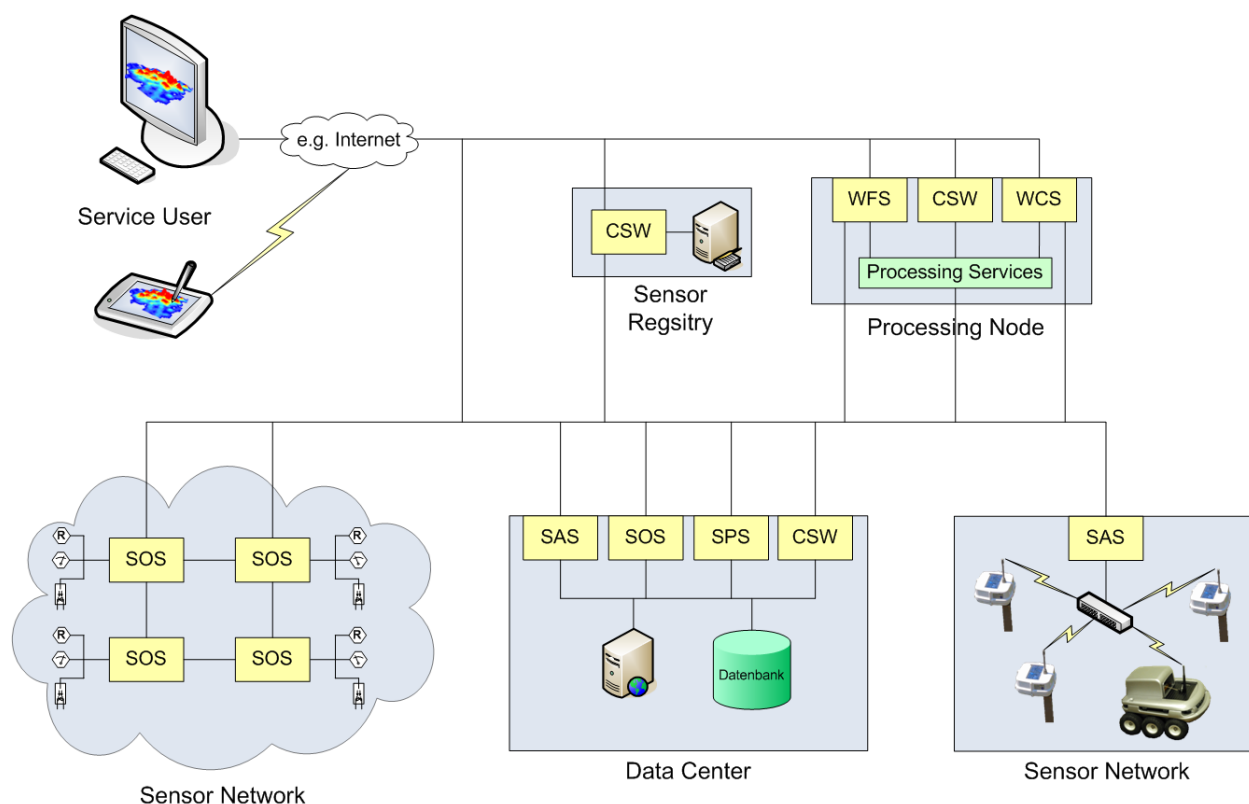 e.g. Internet
Service User
WFS
CSW
WCS
CSW
Processing Services
Sensor
Regsitry
Processing Node
R
R
SOS
SOS
R
R
SOS
SOS
Sensor Network
SAS
SOS
SPS
CSW
Datenbank
Data Center
SAS
Sensor Network